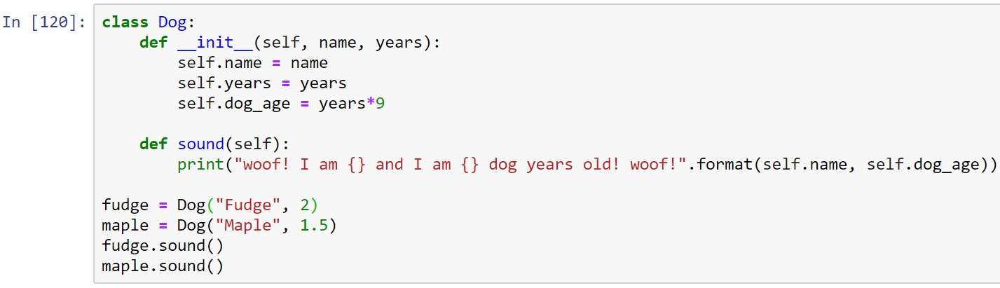 In [120]: class Dog:
    def __init__(self, name, years):
        self.name = name
        self.years = years
        self.dog_age = years*9

    def sound(self):
        print("woof! I am {} and I am {} dog years old! woof!".format(self.name, self.dog_age))

fudge = Dog("Fudge", 2)
maple = Dog("Maple", 1.5)
fudge.sound()
maple.sound()